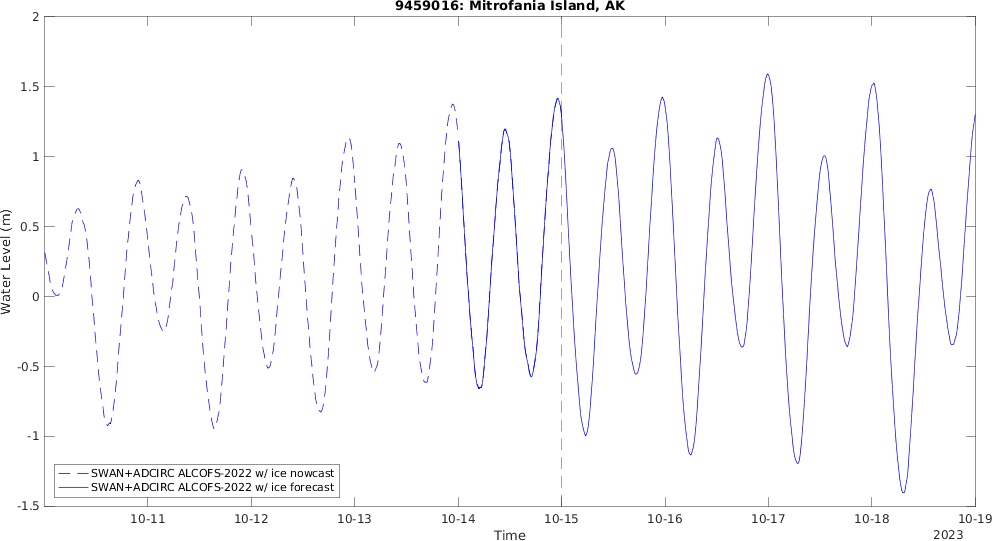 9459016: Mitrofania Island, AK
2
1.5
1
0.5
0
-0.5
-1
-1.5
Water Level (m)
SWAN+ADCIRC ALCOFS-2022 w/ ice nowcast
SWAN+ADCIRC ALCOFS-2022 w/ ice forecast
10-11 10-12 10-13 10-14 10-15 10-16 10-17 10-18 10-19
Time
2023